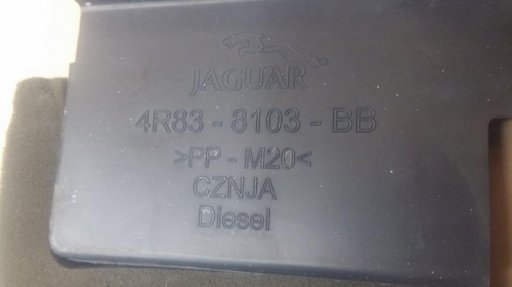 JAGUAR
4R83 - 8103 - BB
>PP - M20<
CZNJA
Diesel